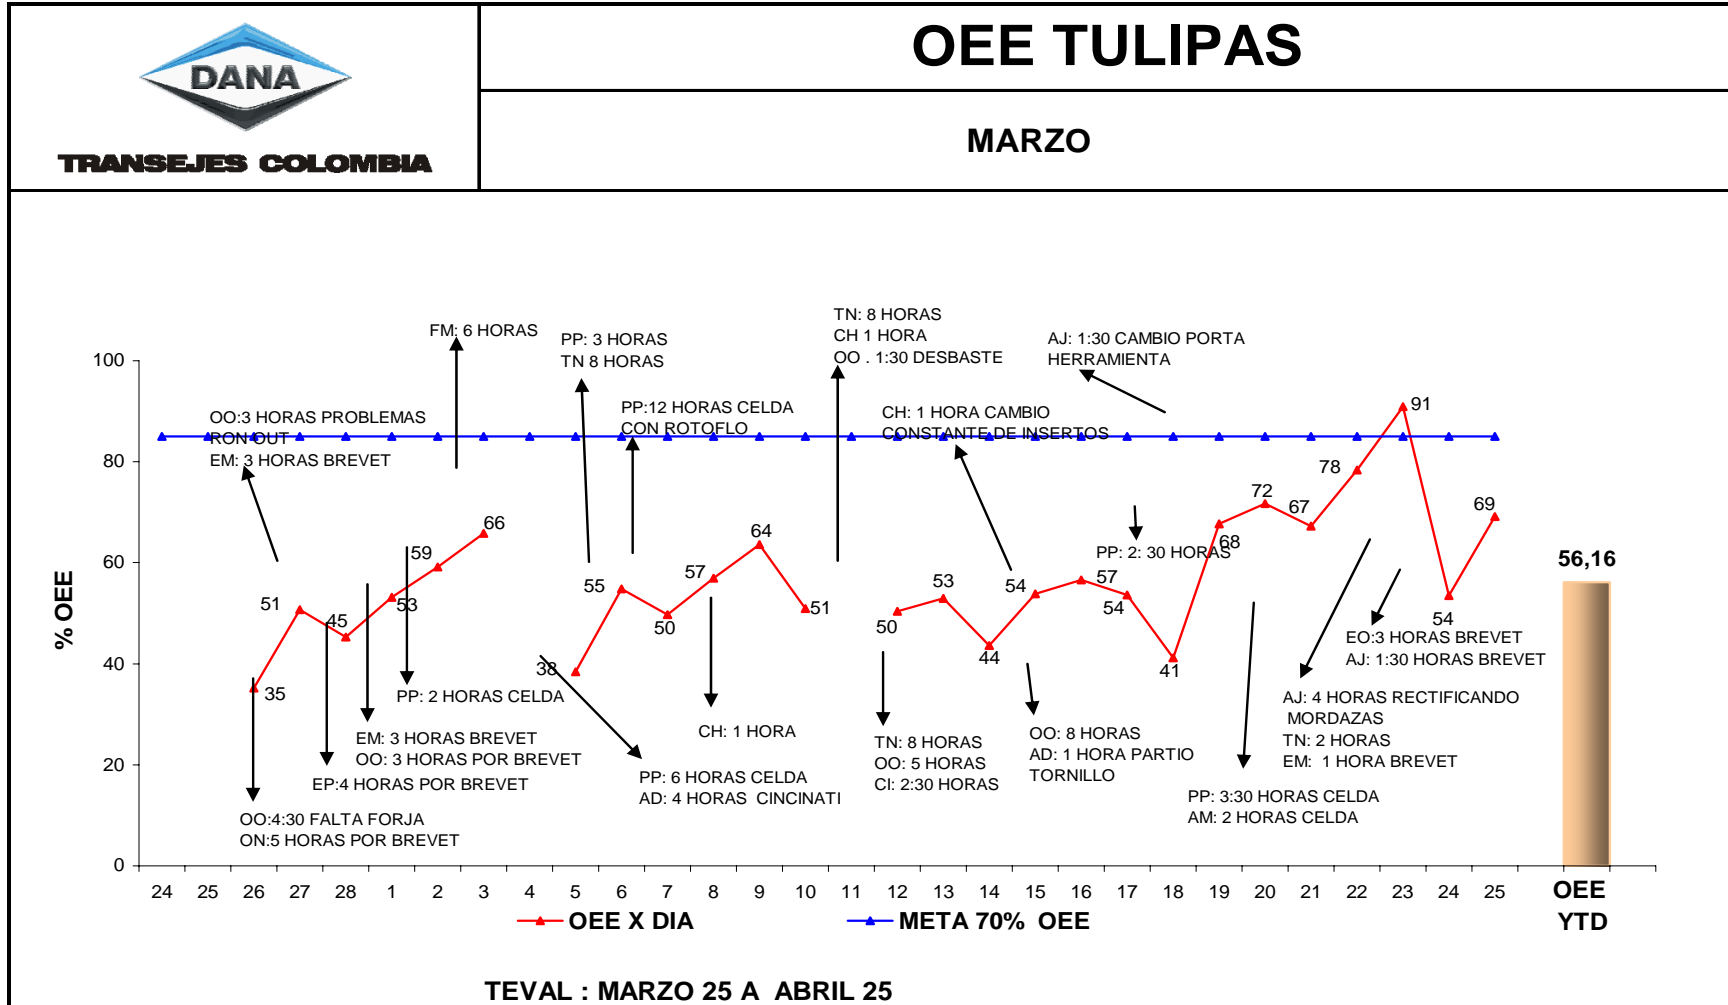 DANA
TRANSEJES COLOMBIA
OEE TULIPAS
MARZO
FM: 6 HORAS
PP: 3 HORAS
TN 8 HORAS
TN: 8 HORAS
CH 1 HORA
OO . 1:30 DESBASTE
AJ: 1:30 CAMBIO PORTA
HERRAMIENTA
OO:3 HORAS PROBLEMAS
RON OUT
EM: 3 HORAS BREVET
PP:12 HORAS CELDA
CON ROTOFLO
CH: 1 HORA CAMBIO
CONSTANTE DE INSERTOS
PP: 2: 30 HORAS
% OEE
100
80
60
40
20
0
35
51
45
53
59
66
38
55
50
57
64
51
50
53
44
54
57
54
41
68
72
67
78
91
54
69
56,16
PP: 2 HORAS CELDA
EM: 3 HORAS BREVET
OO: 3 HORAS POR BREVET
EP:4 HORAS POR BREVET
OO:4:30 FALTA FORJA
ON:5 HORAS POR BREVET
CH: 1 HORA
PP: 6 HORAS CELDA
AD: 4 HORAS CINCINATI
TN: 8 HORAS
OO: 5 HORAS
CI: 2:30 HORAS
OO: 8 HORAS
AD: 1 HORA PARTIO
TORNILLO
EO:3 HORAS BREVET
AJ: 1:30 HORAS BREVET
AJ: 4 HORAS RECTIFICANDO
MORDAZAS
TN: 2 HORAS
EM: 1 HORA BREVET
PP: 3:30 HORAS CELDA
AM: 2 HORAS CELDA
24 25 26 27 28 1 2 3 4 5 6 7 8 9 10 11 12 13 14 15 16 17 18 19 20 21 22 23 24 25
OEE
YTD
OEE X DIA
META 70% OEE
TEVAL : MARZO 25 A ABRIL 25